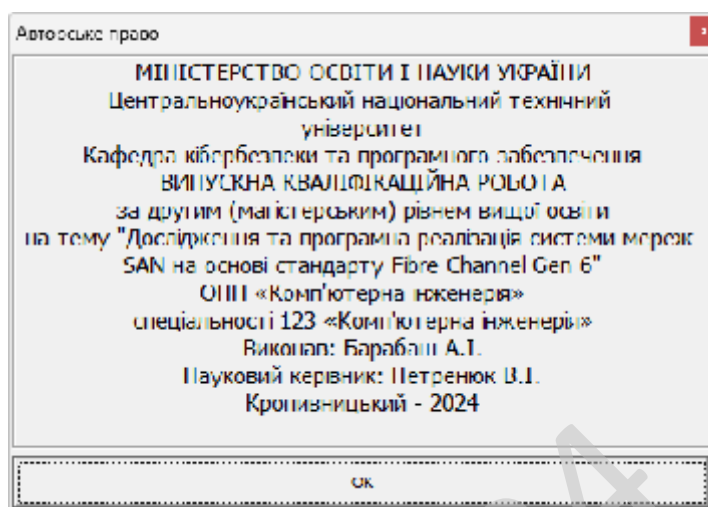 Авторське право
МІНІСТЕРСТВО ОСВІТИ І НАУКИ УКРАЇНИ
Центральноукраїнський національний технічний
університет
Кафедра кібербезпеки та програмного забезпечення
ВИПУСКНА КВАЛІФІКАЦІЙНА РОБОТА
за другим (магістерським) рівнем вищої освіти
на тему "Дослідження та програмна реалізація системи мереж
SAN на основі стандарту Fibre Channel Gen 6"
ОПП «Комп'ютерна інженерія»
спеціальності 123 «Комп'ютерна інженерія»
Виконав: Барабаш А.І.
Науковий керівник: Петренюк В.І.
Кропивницький - 2024
ОК